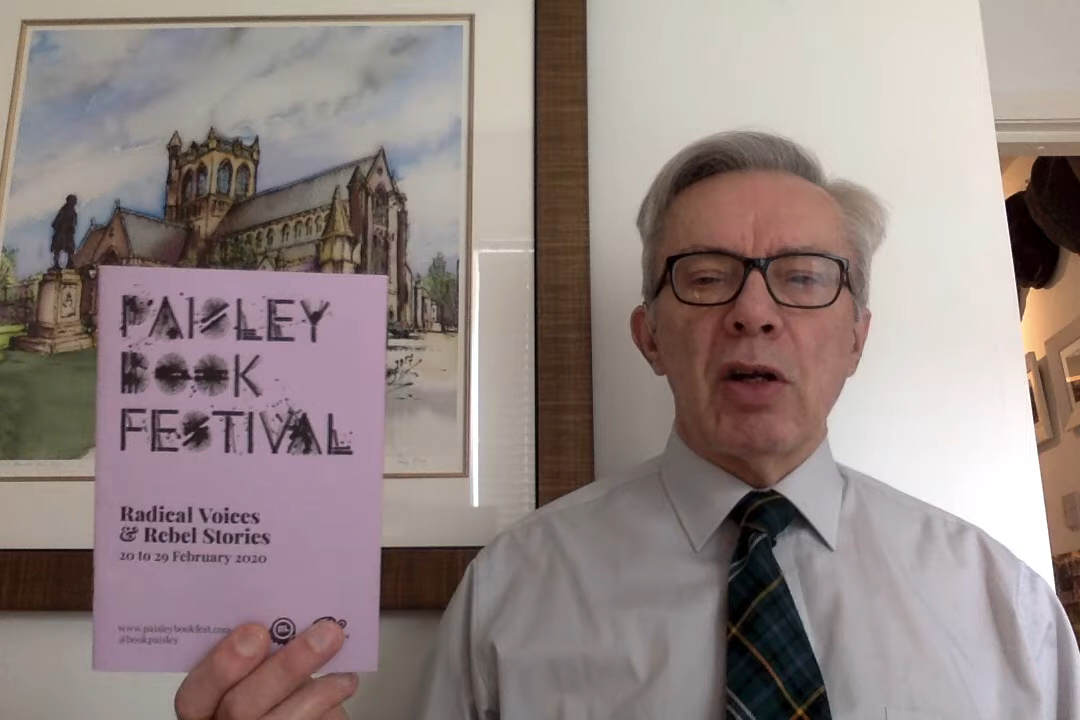 PAISLEY
BOOK
FESTIVAL
Radical Voices
& Rebel Stories
20 to 29 February 2020
www.paisleybookfest.com
@bookpaisley